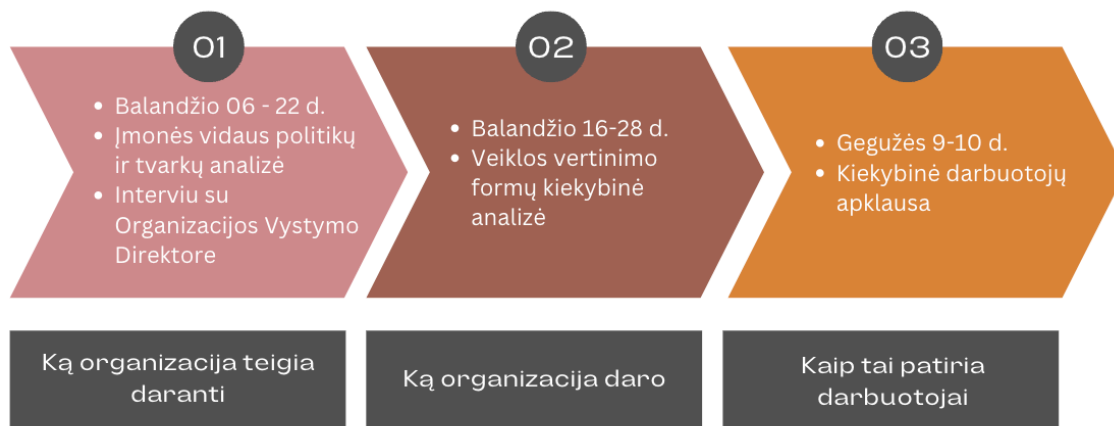 01
• Balandžio 06 - 22 d.
• Įmonės vidaus politikų
ir tvarkų analizė
• Interviu su
Organizacijos Vystymo
Direktore
02
• Balandžio 16-28 d.
• Veiklos vertinimo
formų kiekybinė
analizė
03
• Gegužės 9-10 d.
• Kiekybinė darbuotojų
apklausa
Ką organizacija teigia
daranti
Ką organizacija daro
Kaip tai patiria
darbuotojai